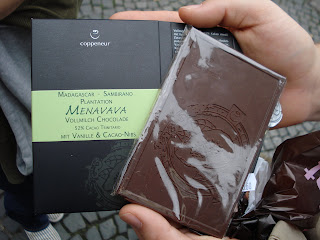 coppeneur
Madagascar - Sambirano
Plantation
Menavava
Vollmilch Chocolade
52% Cacao Trinitario
mit Vanille & Cacao-Nibs